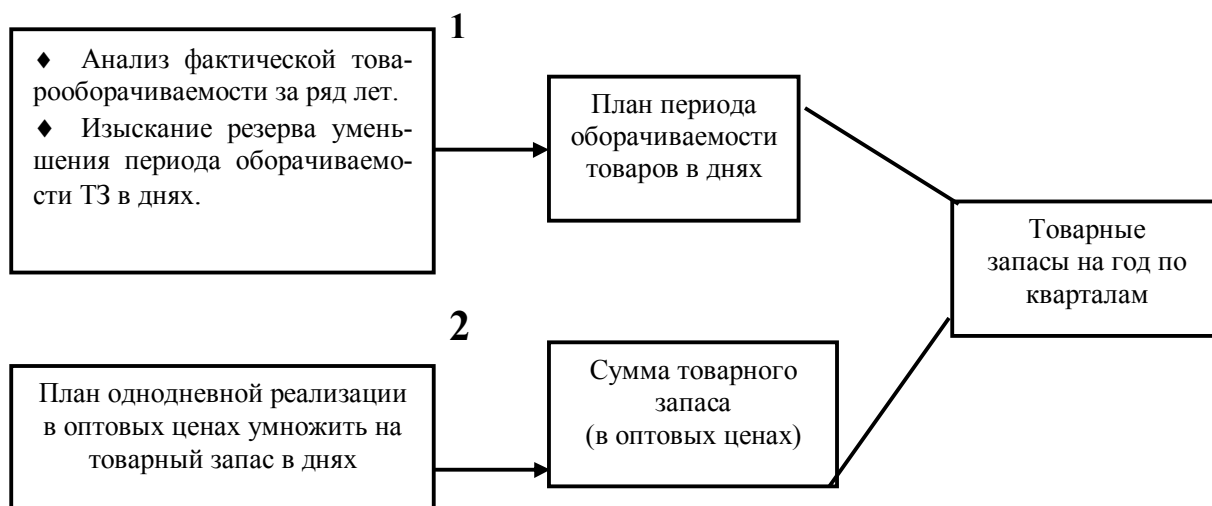 1
♦ Анализ фактической това-
рооборачиваемости за ряд лет.
♦ Изыскание резерва умень-
шения периода оборачиваемо-
сти ТЗ в днях.
План периода
оборачиваемости
товаров в днях
Товарные
запасы на год по
кварталам
2
План однодневной реализации
в оптовых ценах умножить на
товарный запас в днях
Сумма товарного
запаса
(в оптовых ценах)